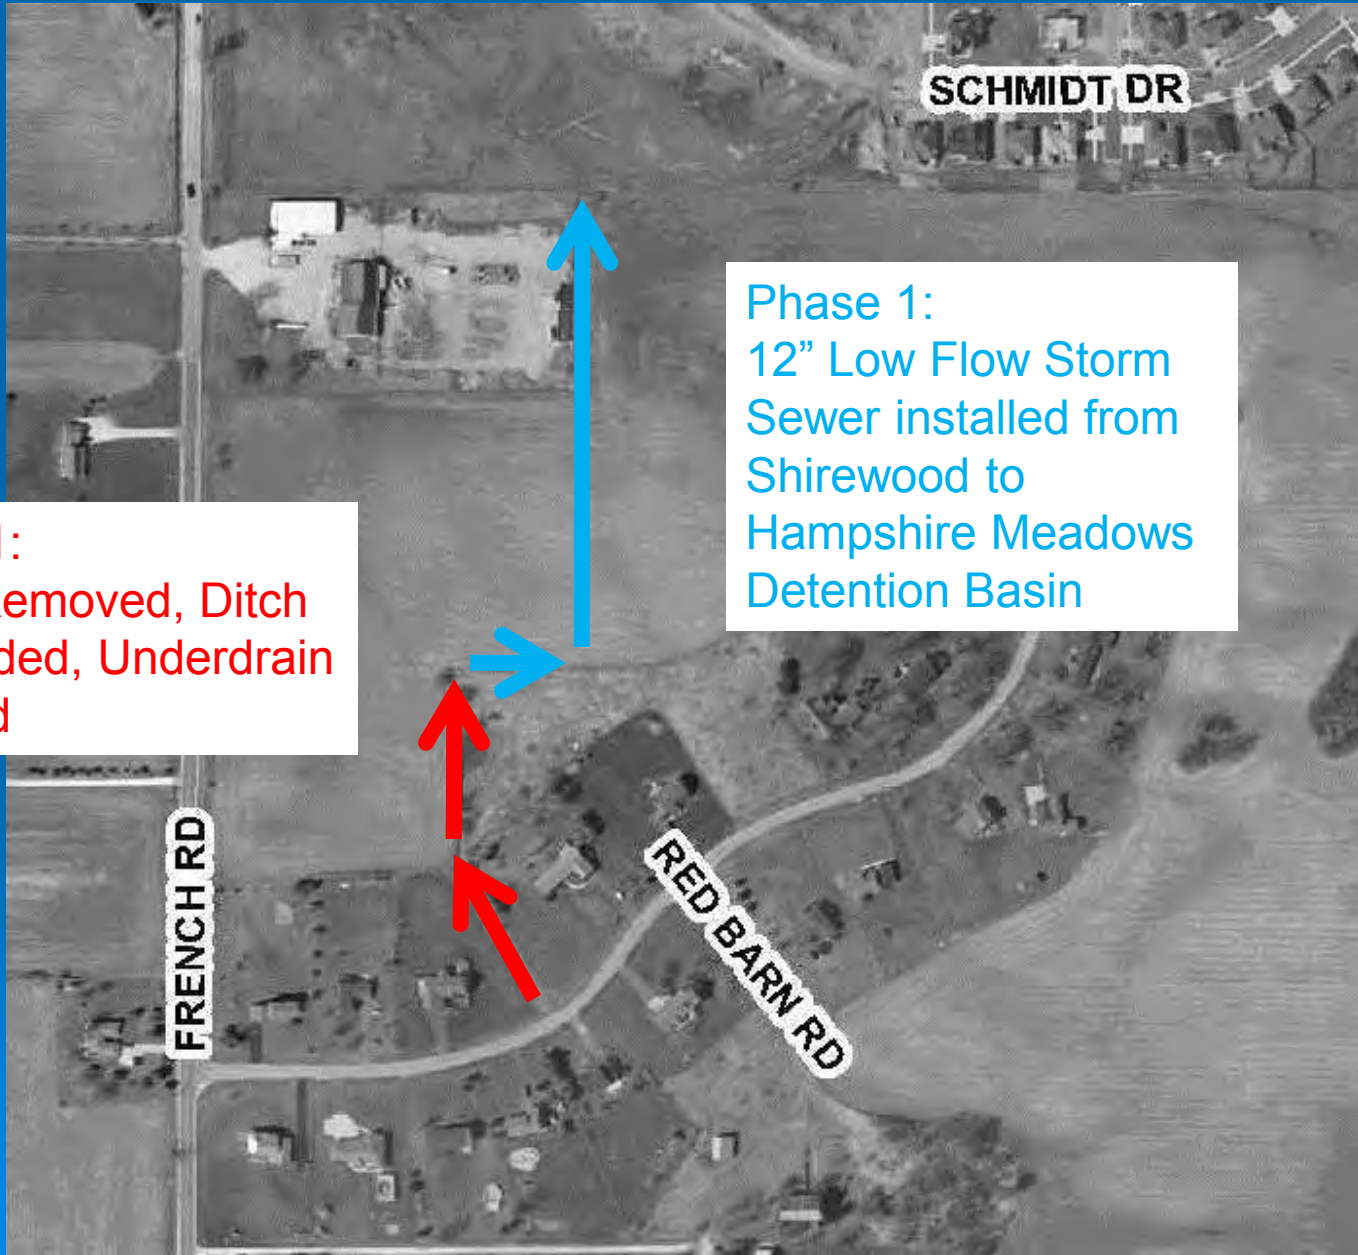 SCHMIDT DR
Phase 1:
12” Low Flow Storm
Sewer installed from
Shirewood to
Hampshire Meadows
Detention Basin
1:
emoved, Ditch
ded, Underdrain
d
FRENCH RD
RED BARN RD